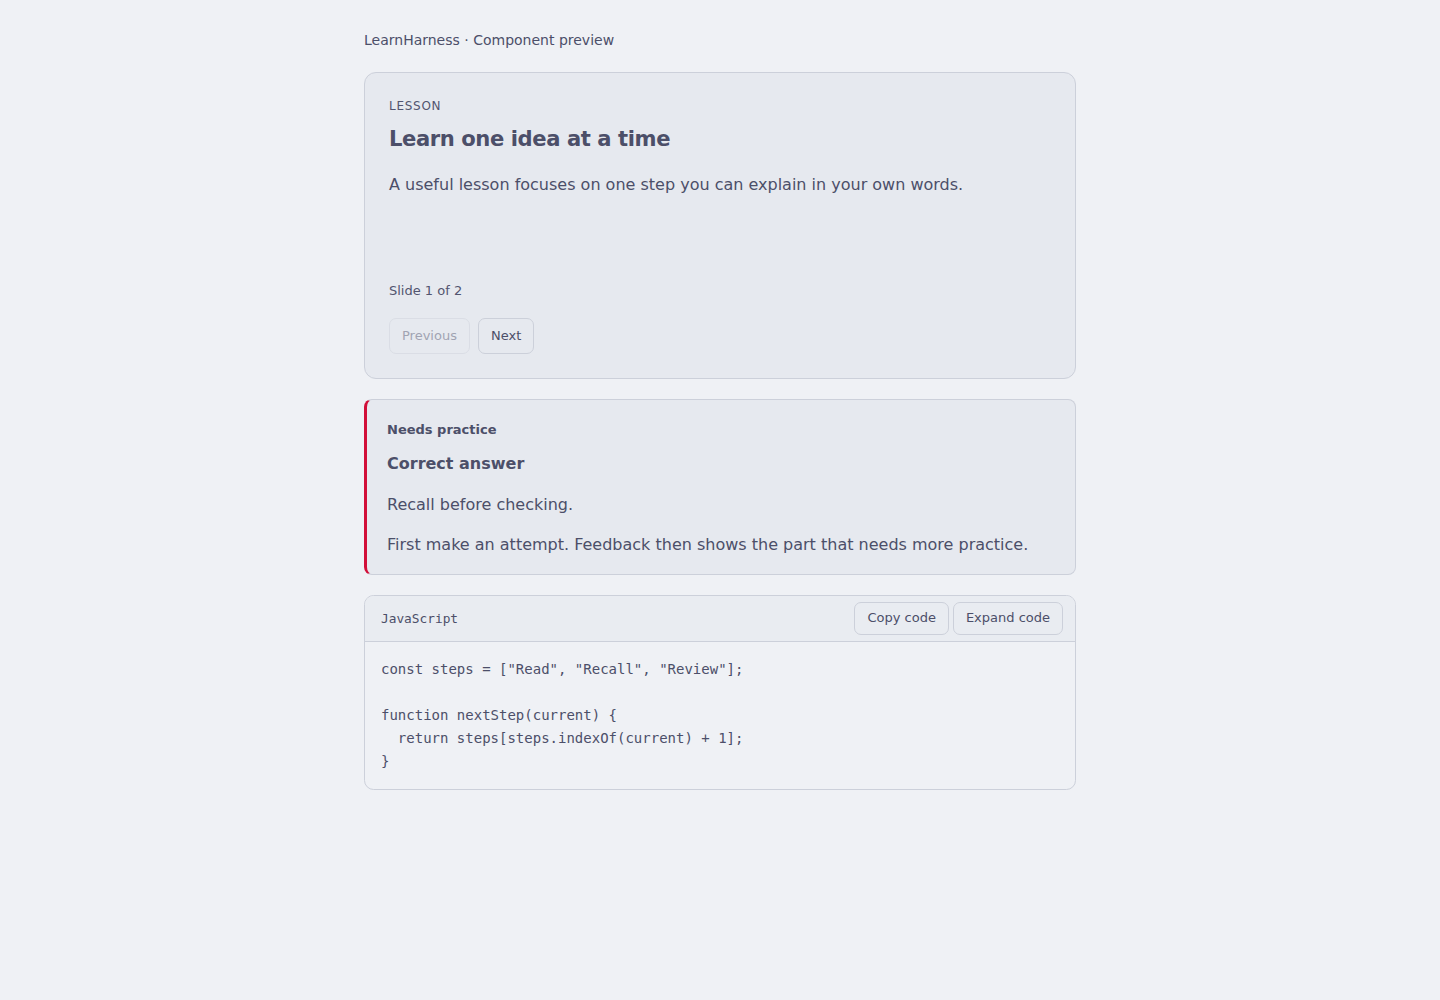 LearnHarness · Component preview
LESSON
Learn one idea at a time
A useful lesson focuses on one step you can explain in your own words.
Slide 1 of 2
Previous Next
Needs practice
Correct answer
Recall before checking.
First make an attempt. Feedback then shows the part that needs more practice.
JavaScript Copy code Expand code
const steps = ["Read", "Recall", "Review"];

function nextStep(current) {
  return steps[steps.indexOf(current) + 1];
}